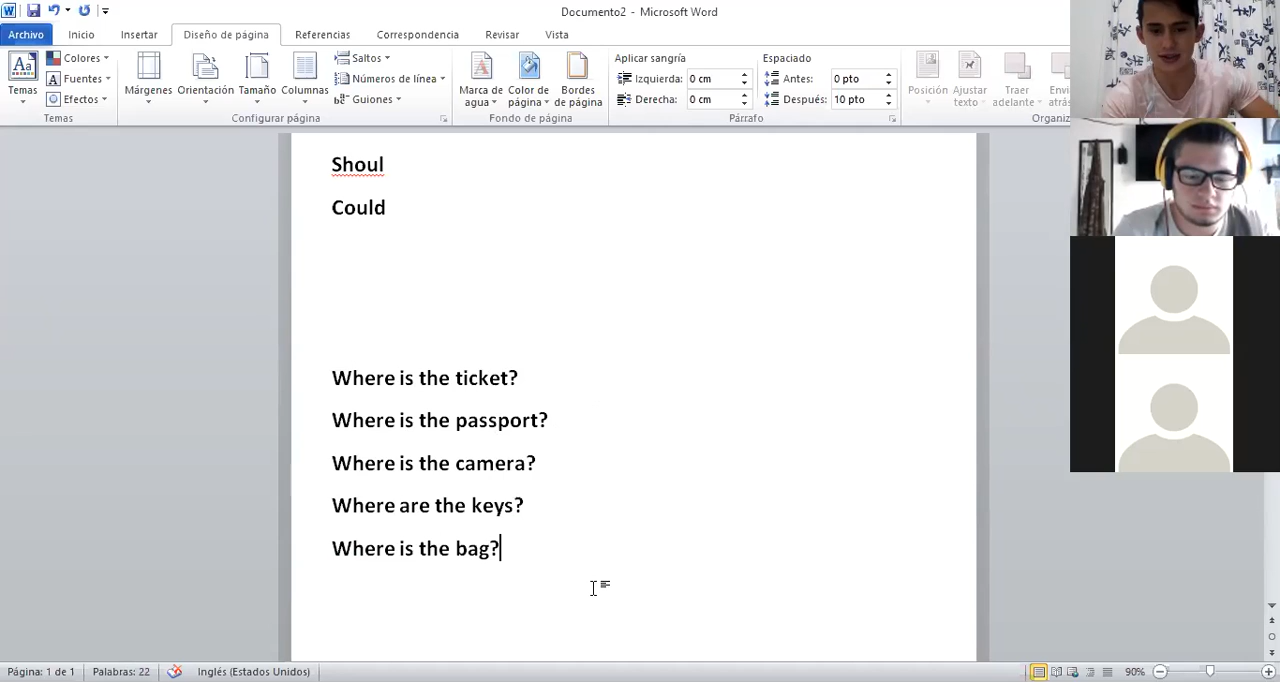 Documento2 - Microsoft Word
Archivo Inicio Insertar Diseño de página Referencias Correspondencia Revisar Vista
Colores Saltos Aplicar sangría Espaciado
Aa Fuentes Números de línea Izquierda: 0 cm Antes: 0 pto
Temas Márgenes Orientación Tamaño Columnas Marca de agua Color de página Bordes de página Posición Ajustar texto Traer adelante
Efectos Guiones Derecha: 0 cm Después: 10 pto
Temas Configurar página Fondo de página Párrafo
Shoul
Could
Where is the ticket?
Where is the passport?
Where is the camera?
Where are the keys?
Where is the bag?
Página: 1 de 1 Palabras: 22 Inglés (Estados Unidos) 90%